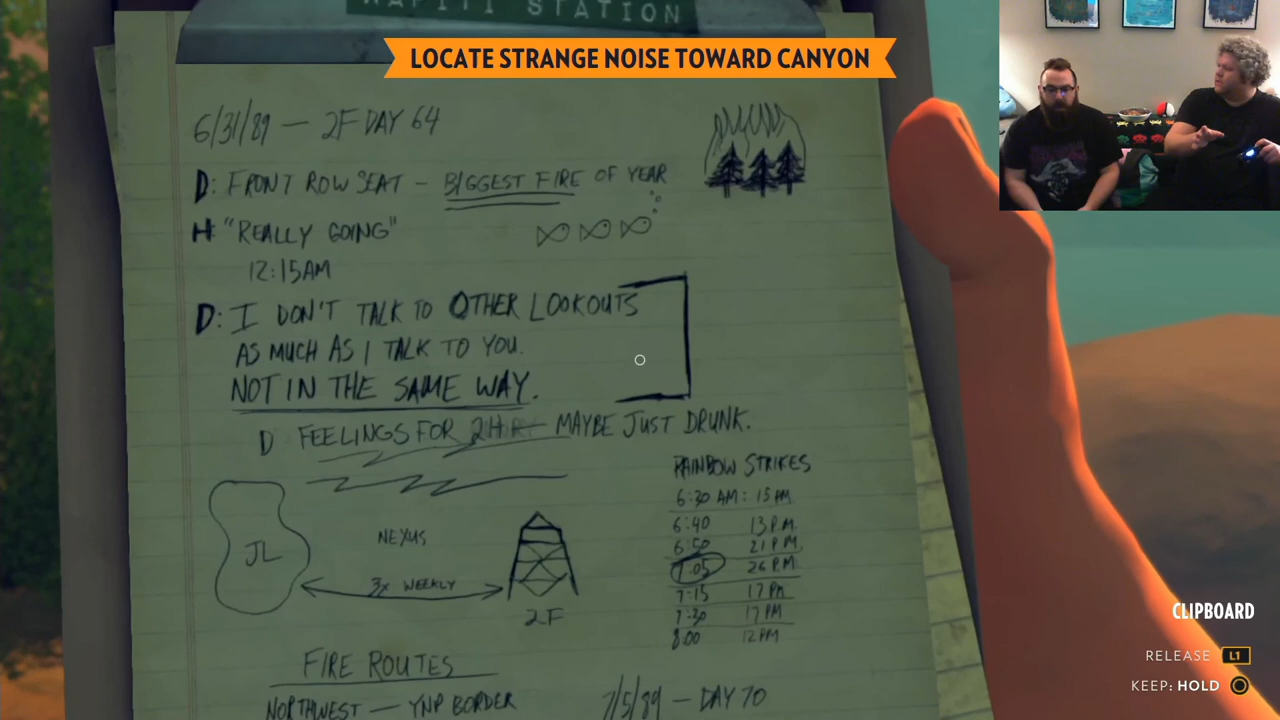 WAPITI STATION
LOCATE STRANGE NOISE TOWARD CANYON
6/31/89 — 2F DAY 64
D: FRONT ROW SEAT – BIGGEST FIRE OF YEAR
H: "REALLY GOING"
12:15AM
D: I DON'T TALK TO OTHER LOOKOUTS
AS MUCH AS I TALK TO YOU.
NOT IN THE SAME WAY.
D FEELINGS FOR MAYBE JUST DRUNK.
RAINBOW STRIKES
6:30 AM: 15 PM
6:40 13 P.M.
6:50 21 P.M
7:05 26 P.M
7:15 17 PM
7:30 17 PM
8:00 12 PM
JL
NEXUS
3x WEEKLY
2F
FIRE ROUTES
NORTHWEST — YNP BORDER
7/5/89 — DAY 70
CLIPBOARD
RELEASE L1
KEEP: HOLD